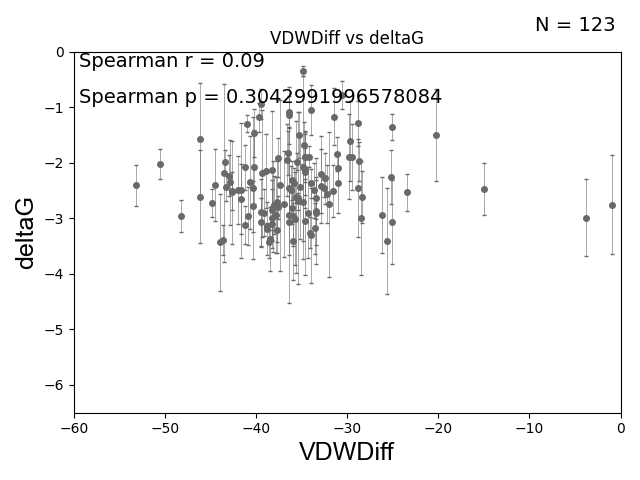 N = 123
VDWDiff vs deltaG
Spearman r = 0.09
Spearman p = 0.3042991996578084
0
−1
−2
−3
−4
−5
−6
deltaG
−60 −50 −40 −30 −20 −10 0
VDWDiff